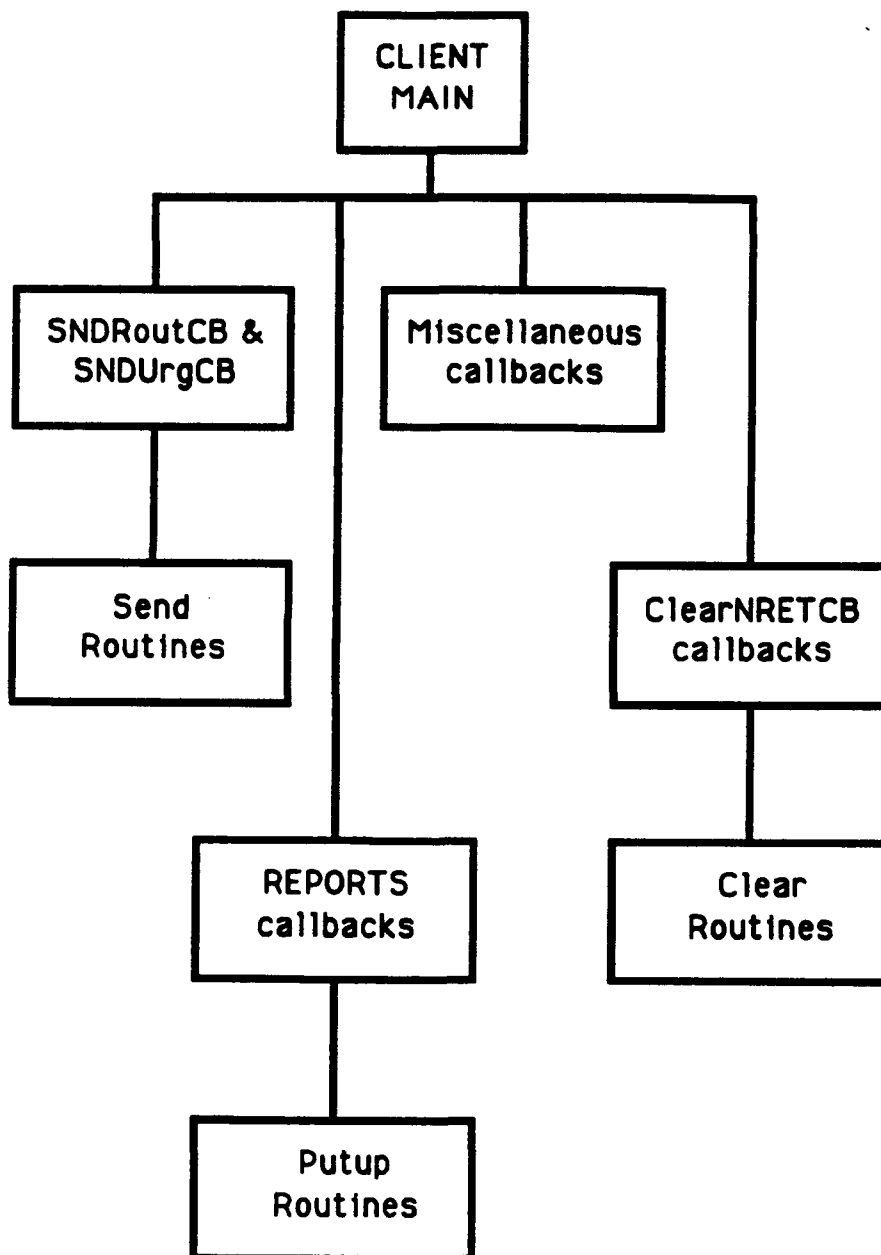 CLIENT
MAIN
SNDRoutCB &
SNDUrgCB
Miscellaneous
callbacks
Send
Routines
ClearNRETCB
callbacks
REPORTS
callbacks
Clear
Routines
Putup
Routines